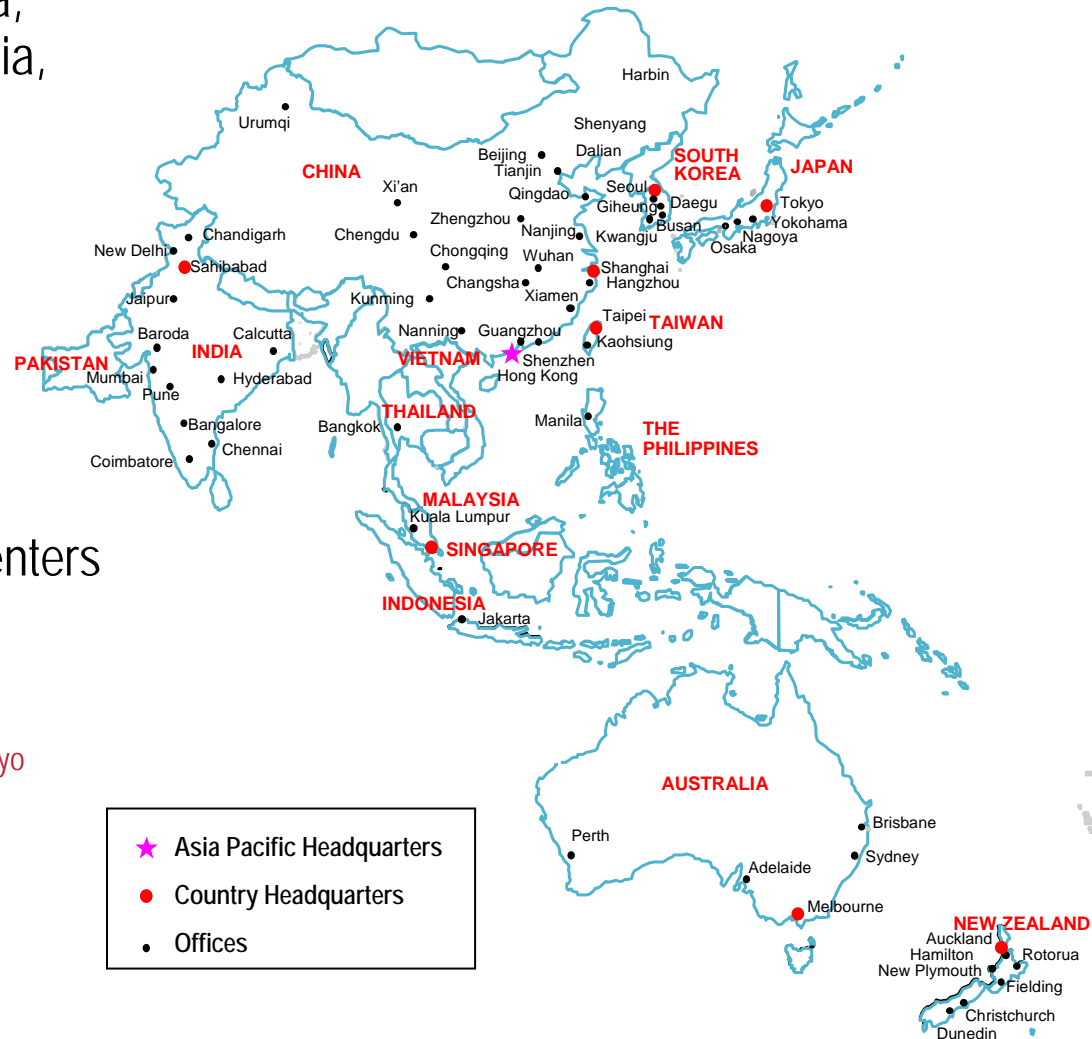 a,
ia,
enters
yo
Harbin
Urumqi
Shenyang
Beijing
Dalian
Tianjin
SOUTH
KOREA
JAPAN
CHINA
Xi'an
Qingdao
Seoul
Giheung
Daegu
Tokyo
Zhengzhou
Nanjing
Kwangju
Busan
Yokohama
Nagoya
Osaka
Chandigarh
New Delhi
Sahibabad
Chengdu
Chongqing
Wuhan
Shanghai
Hangzhou
Changsha
Xiamen
Jaipur
Kunming
Taipei
TAIWAN
Kaohsiung
Nanning
Guangzhou
Shenzhen
Hong Kong
Baroda
Calcutta
INDIA
PAKISTAN
VIETNAM
Mumbai
Hyderabad
Pune
THAILAND
Bangkok
Manila
THE
PHILIPPINES
Bangalore
Chennai
Coimbatore
MALAYSIA
Kuala Lumpur
SINGAPORE
INDONESIA
Jakarta
AUSTRALIA
Brisbane
Perth
Sydney
Adelaide
Melbourne
Asia Pacific Headquarters
Country Headquarters
Offices
NEW ZEALAND
Auckland
Hamilton
Rotorua
New Plymouth
Fielding
Christchurch
Dunedin